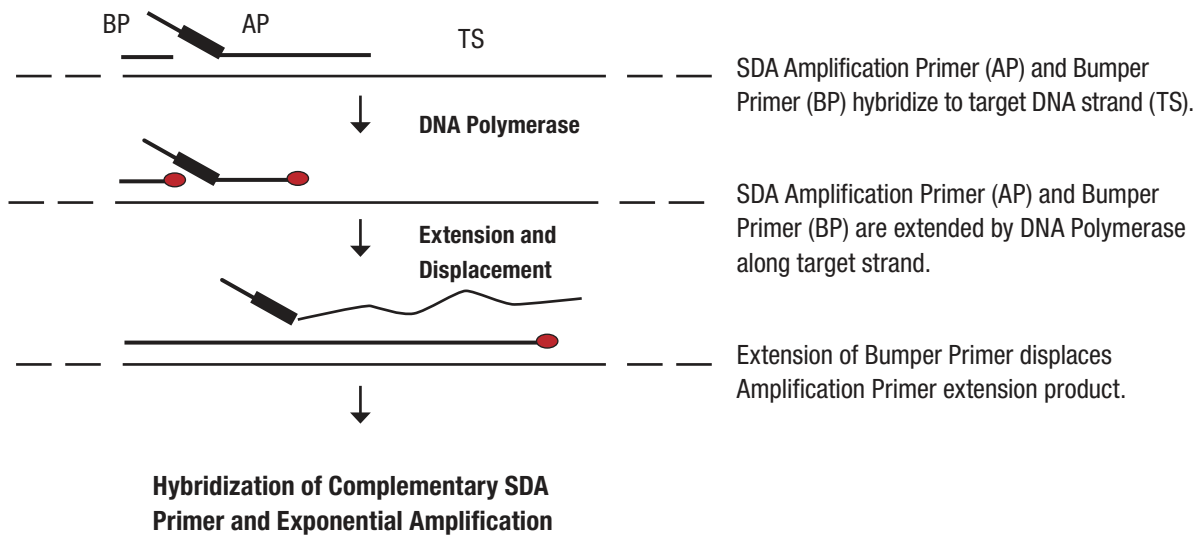 BP
AP
TS
SDA Amplification Primer (AP) and Bumper
Primer (BP) hybridize to target DNA strand (TS).
DNA Polymerase
SDA Amplification Primer (AP) and Bumper
Primer (BP) are extended by DNA Polymerase
along target strand.
Extension and
Displacement
Extension of Bumper Primer displaces
Amplification Primer extension product.
Hybridization of Complementary SDA
Primer and Exponential Amplification